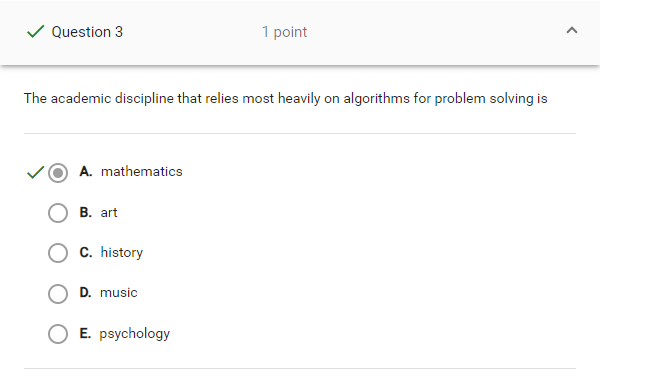 Question 3 1 point
The academic discipline that relies most heavily on algorithms for problem solving is
A. mathematics
B. art
C. history
D. music
E. psychology